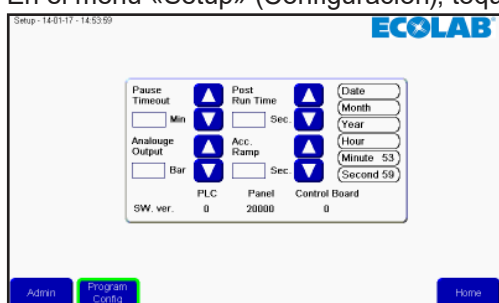 En el menú «Setup» (Configuración), toqu
Setup - 14-01-17 - 14:53:59
ECOLAB
Pause Timeout
Min
Post Run Time
Sec.
Date
Month
Year
Hour
Minute 53
Second 59
Analouge Output
Bar
Acc. Ramp
Sec.
PLC Panel Control Board
SW. ver. 0 20000 0
Admin
Program Config
Home